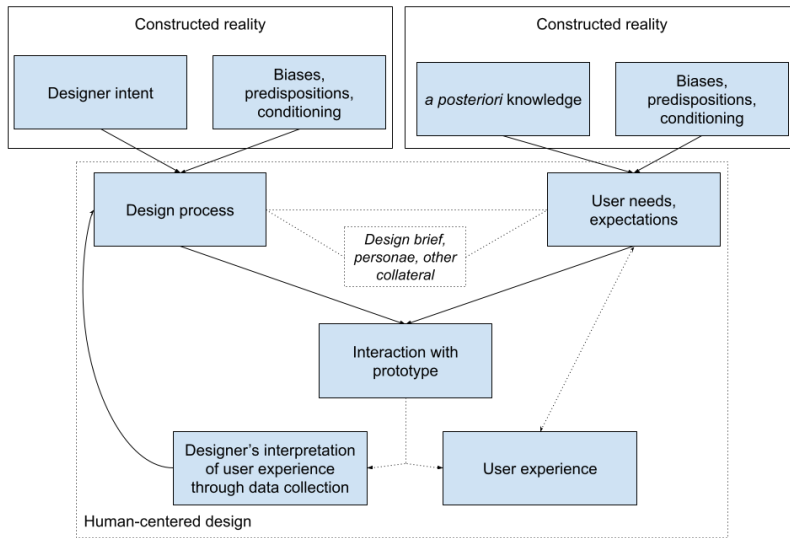 Constructed reality
Designer intent
Biases,
predispositions,
conditioning
Constructed reality
a posteriori knowledge
Biases,
predispositions,
conditioning
Design process
User needs,
expectations
Design brief,
personae, other
collateral
Interaction with
prototype
Designer's interpretation
of user experience
through data collection
User experience
Human-centered design